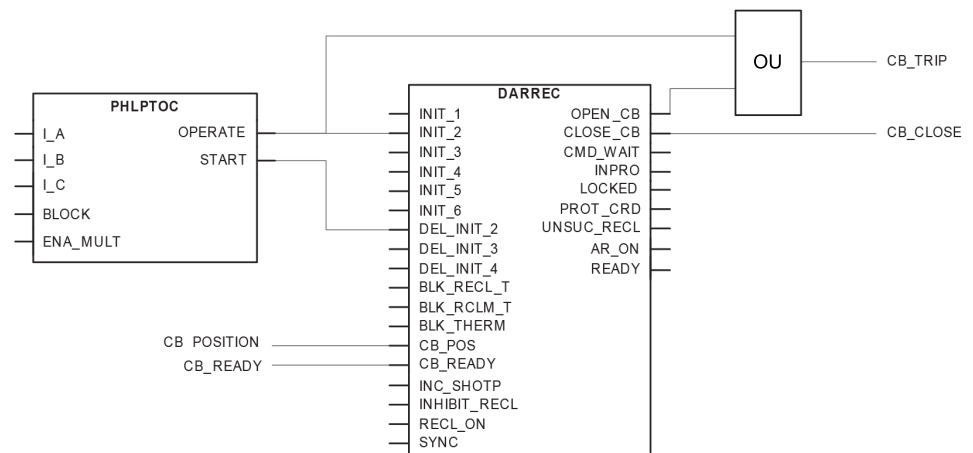 OU
CB_TRIP
PHLPTOC
I_A
I_B
I_C
BLOCK
ENA_MULT
OPERATE
START
DARREC
INIT_1
INIT_2
INIT_3
INIT_4
INIT_5
INIT_6
DEL_INIT_2
DEL_INIT_3
DEL_INIT_4
BLK_RECL_T
BLK_RCLM_T
BLK_THERM
CB_POS
CB_READY
INC_SHOTP
INHIBIT_RECL
RECL_ON
SYNC
OPEN_CB
CLOSE_CB
CMD_WAIT
INPRO
LOCKED
PROT_CRD
UNSUC_RECL
AR_ON
READY
CB_CLOSE
CB POSITION
CB_READY